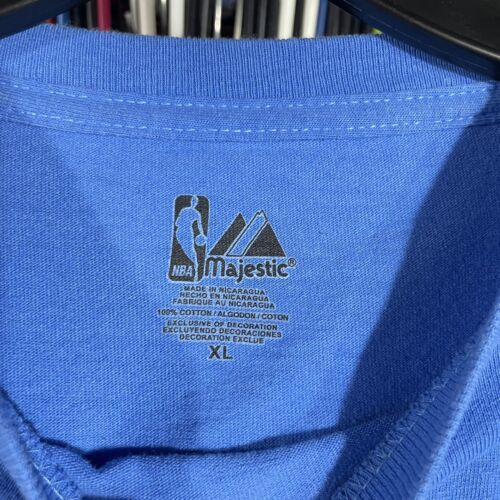 NBA Majestic®
MADE IN NICARAGUA
HECHO EN NICARAGUA
FABRIQUE AU NICARAGUA
100% COTTON / ALGODON / COTON
EXCLUSIVE OF DECORATION
EXCLUYENDO DECORACIONES
DECORATION EXCLUE
XL